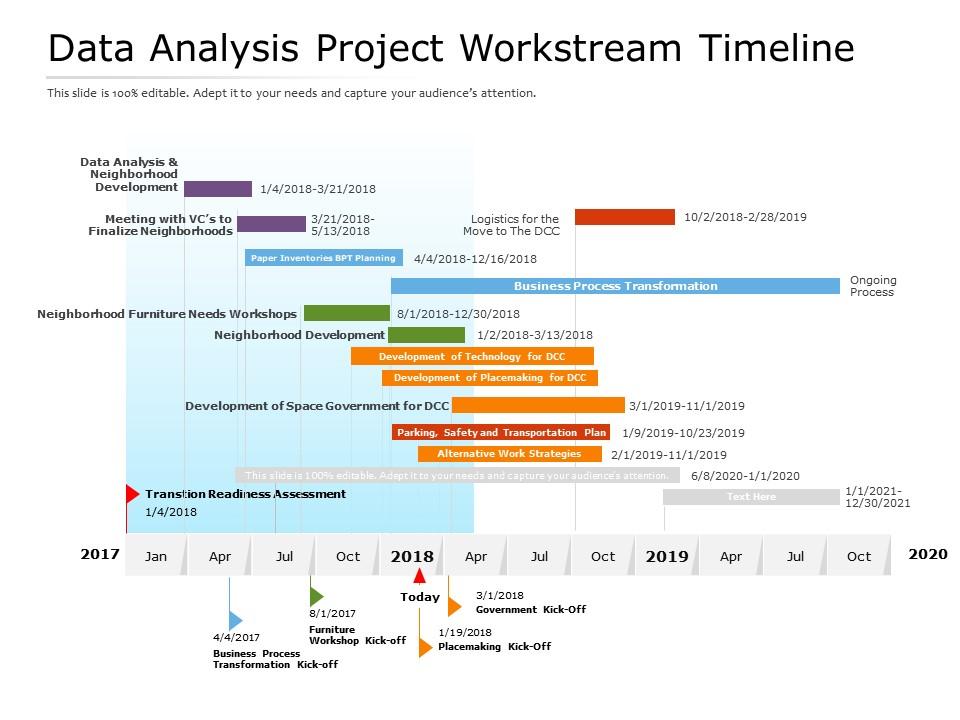 Data Analysis Project Workstream Timeline
This slide is 100% editable. Adept it to your needs and capture your audience's attention.
Data Analysis &
Neighborhood
Development
1/4/2018-3/21/2018
Meeting with VC's to
Finalize Neighborhoods
3/21/2018-
5/13/2018
Logistics for the
Move to The DCC
10/2/2018-2/28/2019
Paper Inventories BPT Planning
4/4/2018-12/16/2018
Business Process Transformation
Ongoing
Process
Neighborhood Furniture Needs Workshops
8/1/2018-12/30/2018
Neighborhood Development
1/2/2018-3/13/2018
Development of Technology for DCC
Development of Placemaking for DCC
Development of Space Government for DCC
3/1/2019-11/1/2019
Parking, Safety and Transportation Plan
1/9/2019-10/23/2019
Alternative Work Strategies
2/1/2019-11/1/2019
This slide is 100% editable. Adept it to your needs and capture your audience's attention.
6/8/2020-1/1/2020
Transtion Readiness Assessment
1/4/2018
Text Here
1/1/2021-
12/30/2021
2017 Jan Apr Jul Oct 2018 Apr Jul Oct 2019 Apr Jul Oct 2020
Today
4/4/2017
Business Process
Transformation Kick-off
8/1/2017
Furniture
Workshop Kick-off
3/1/2018
Government Kick-Off
1/19/2018
Placemaking Kick-Off